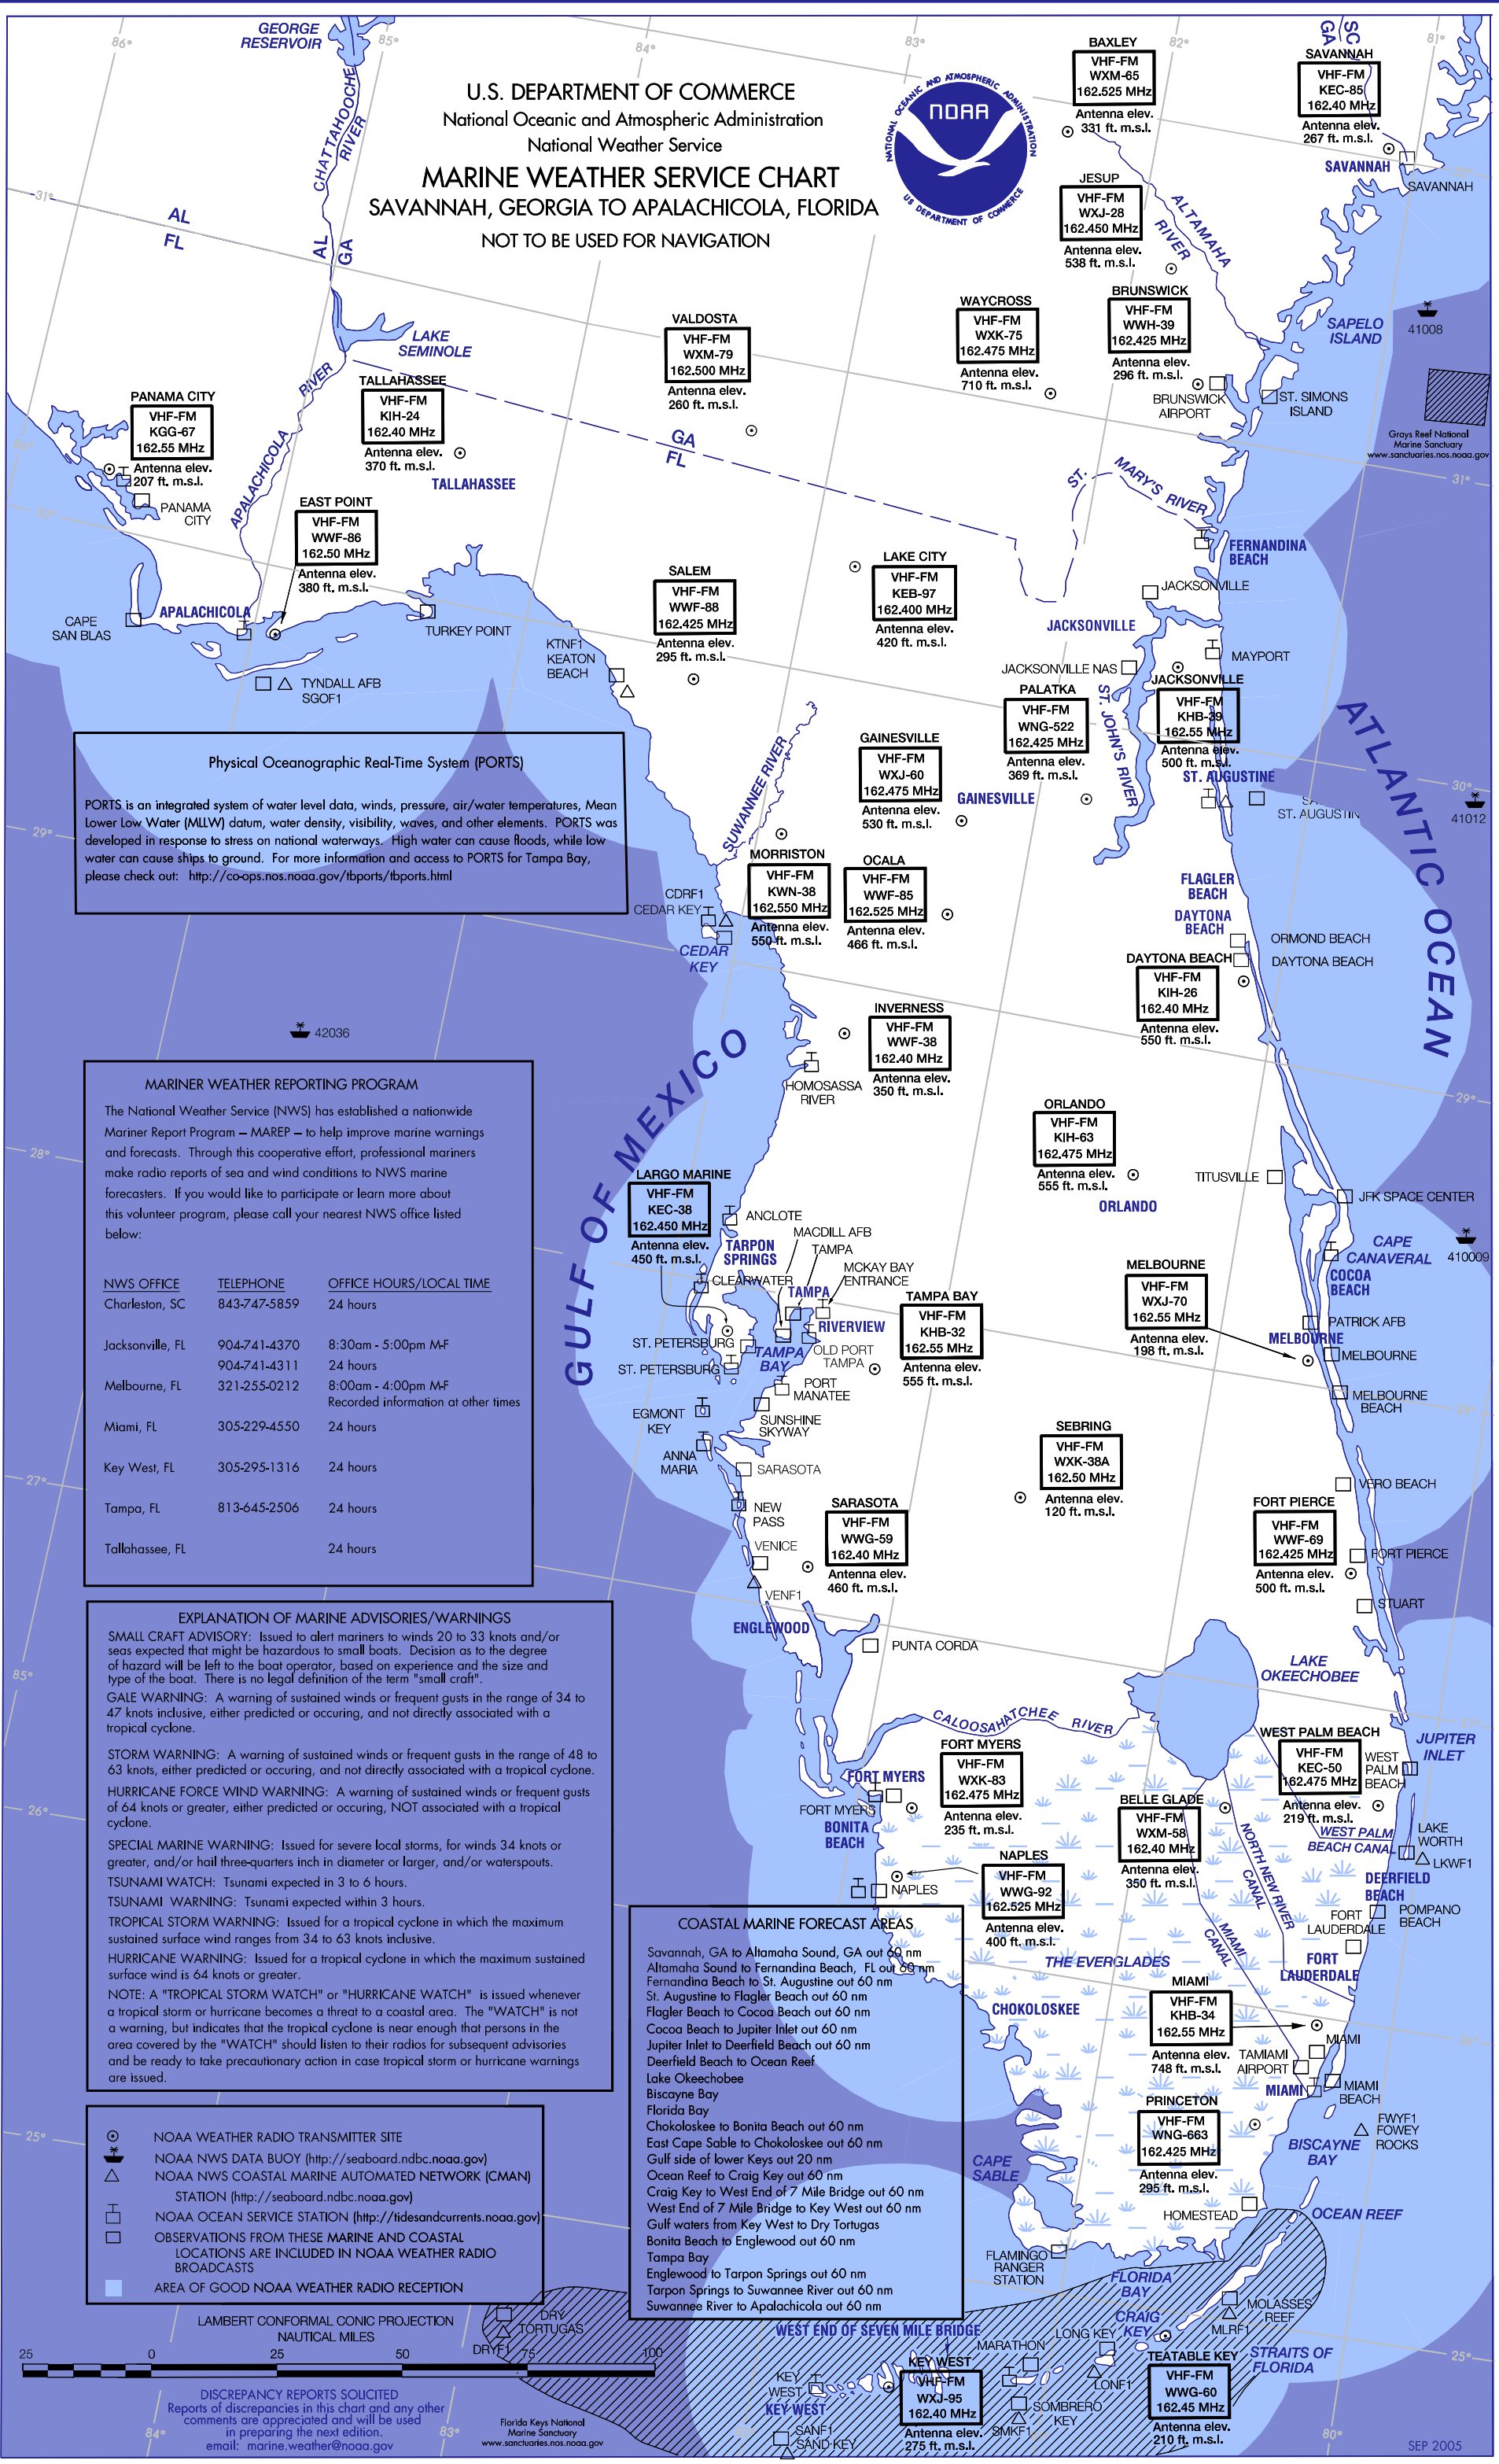 GEORGE
RESERVOIR
86°
85°
84°
83°
82°
81°
GA
SC
CHATTAHOOCHE
RIVER
U.S. DEPARTMENT OF COMMERCE
National Oceanic and Atmospheric Administration
National Weather Service
MARINE WEATHER SERVICE CHART
SAVANNAH, GEORGIA TO APALACHICOLA, FLORIDA
NOT TO BE USED FOR NAVIGATION
NATIONAL OCEANIC AND ATMOSPHERIC ADMINISTRATION
NOAA
US DEPARTMENT OF COMMERCE
BAXLEY
VHF-FM
WXM-65
162.525 MHz
Antenna elev.
331 ft. m.s.l.
SAVANNAH
VHF-FM
KEC-85
162.40 MHz
Antenna elev.
267 ft. m.s.l.
SAVANNAH
SAVANNAH
JESUP
VHF-FM
WXJ-28
162.450 MHz
Antenna elev.
538 ft. m.s.l.
ALTAMAHA
RIVER
31°
AL
FL
AL
GA
LAKE
SEMINOLE
VALDOSTA
VHF-FM
WXM-79
162.500 MHz
Antenna elev.
260 ft. m.s.l.
WAYCROSS
VHF-FM
WXK-75
162.475 MHz
Antenna elev.
710 ft. m.s.l.
BRUNSWICK
VHF-FM
WWH-39
162.425 MHz
Antenna elev.
296 ft. m.s.l.
BRUNSWICK
AIRPORT
SAPELO
ISLAND
41008
ST. SIMONS
ISLAND
Grays Reef National
Marine Sanctuary
www.sanctuaries.nos.noaa.gov
31°
PANAMA CITY
VHF-FM
KGG-67
162.55 MHz
Antenna elev.
207 ft. m.s.l.
PANAMA
CITY
APALACHICOLA
RIVER
TALLAHASSEE
VHF-FM
KIH-24
162.40 MHz
Antenna elev.
370 ft. m.s.l.
TALLAHASSEE
GA
FL
ST.
MARY'S RIVER
EAST POINT
VHF-FM
WWF-86
162.50 MHz
Antenna elev.
380 ft. m.s.l.
FERNANDINA
BEACH
CAPE
SAN BLAS
APALACHICOLA
TURKEY POINT
TYNDALL AFB
SGOF1
KTNF1
KEATON
BEACH
SALEM
VHF-FM
WWF-88
162.425 MHz
Antenna elev.
295 ft. m.s.l.
LAKE CITY
VHF-FM
KEB-97
162.400 MHz
Antenna elev.
420 ft. m.s.l.
JACKSONVILLE
JACKSONVILLE
JACKSONVILLE NAS
MAYPORT
PALATKA
VHF-FM
WNG-522
162.425 MHz
Antenna elev.
369 ft. m.s.l.
ST. JOHN'S RIVER
JACKSONVILLE
VHF-FM
KHB-39
162.55 MHz
Antenna elev.
500 ft. m.s.l.
ST. AUGUSTINE
ST. AUGUSTIN
30°
41012
ATLANTIC OCEAN
Physical Oceanographic Real-Time System (PORTS)
PORTS is an integrated system of water level data, winds, pressure, air/water temperatures, Mean
Lower Low Water (MLLW) datum, water density, visibility, waves, and other elements. PORTS was
developed in response to stress on national waterways. High water can cause floods, while low
water can cause ships to ground. For more information and access to PORTS for Tampa Bay,
please check out: http://co-ops.nos.noaa.gov/tbports/tbports.html
29°
SUWANNEE RIVER
GAINESVILLE
VHF-FM
WXJ-60
162.475 MHz
Antenna elev.
530 ft. m.s.l.
GAINESVILLE
MORRISTON
VHF-FM
KWN-38
162.550 MHz
Antenna elev.
550 ft. m.s.l.
OCALA
VHF-FM
WWF-85
162.525 MHz
Antenna elev.
466 ft. m.s.l.
CDRF1
CEDAR KEY
CEDAR
KEY
FLAGLER
BEACH
DAYTONA
BEACH
ORMOND BEACH
DAYTONA BEACH
DAYTONA BEACH
VHF-FM
KIH-26
162.40 MHz
Antenna elev.
550 ft. m.s.l.
42036
GULF OF MEXICO
INVERNESS
VHF-FM
WWF-38
162.40 MHz
Antenna elev.
350 ft. m.s.l.
HOMOSASSA
RIVER
29°
MARINER WEATHER REPORTING PROGRAM
The National Weather Service (NWS) has established a nationwide
Mariner Report Program – MAREP – to help improve marine warnings
and forecasts. Through this cooperative effort, professional mariners
make radio reports of sea and wind conditions to NWS marine
forecasters. If you would like to participate or learn more about
this volunteer program, please call your nearest NWS office listed
below:
NWS OFFICE TELEPHONE OFFICE HOURS/LOCAL TIME
Charleston, SC 843-747-5859 24 hours
Jacksonville, FL 904-741-4370 8:30am - 5:00pm M-F
904-741-4311 24 hours
Melbourne, FL 321-255-0212 8:00am - 4:00pm M-F
Recorded information at other times
Miami, FL 305-229-4550 24 hours
Key West, FL 305-295-1316 24 hours
Tampa, FL 813-645-2506 24 hours
Tallahassee, FL 24 hours
28°
27°
ORLANDO
VHF-FM
KIH-63
162.475 MHz
Antenna elev.
555 ft. m.s.l.
ORLANDO
TITUSVILLE
JFK SPACE CENTER
CAPE
CANAVERAL
410009
COCOA
BEACH
LARGO MARINE
VHF-FM
KEC-38
162.450 MHz
Antenna elev.
450 ft. m.s.l.
ANCLOTE
TARPON
SPRINGS
MACDILL AFB
TAMPA
MCKAY BAY
ENTRANCE
CLEARWATER
TAMPA
RIVERVIEW
ST. PETERSBURG
ST. PETERSBURG
TAMPA
BAY
OLD PORT
TAMPA
PORT
MANATEE
SUNSHINE
SKYWAY
EGMONT
KEY
ANNA
MARIA
SARASOTA
NEW
PASS
VENICE
VENF1
TAMPA BAY
VHF-FM
KHB-32
162.55 MHz
Antenna elev.
555 ft. m.s.l.
MELBOURNE
VHF-FM
WXJ-70
162.55 MHz
Antenna elev.
198 ft. m.s.l.
PATRICK AFB
MELBOURNE
MELBOURNE
MELBOURNE
BEACH
SEBRING
VHF-FM
WXK-38A
162.50 MHz
Antenna elev.
120 ft. m.s.l.
VERO BEACH
SARASOTA
VHF-FM
WWG-59
162.40 MHz
Antenna elev.
460 ft. m.s.l.
FORT PIERCE
VHF-FM
WWF-69
162.425 MHz
Antenna elev.
500 ft. m.s.l.
FORT PIERCE
STUART
ENGLEWOOD
PUNTA CORDA
LAKE
OKEECHOBEE
EXPLANATION OF MARINE ADVISORIES/WARNINGS
SMALL CRAFT ADVISORY: Issued to alert mariners to winds 20 to 33 knots and/or
seas expected that might be hazardous to small boats. Decision as to the degree
of hazard will be left to the boat operator, based on experience and the size and
type of the boat. There is no legal definition of the term "small craft".
GALE WARNING: A warning of sustained winds or frequent gusts in the range of 34 to
47 knots inclusive, either predicted or occuring, and not directly associated with a
tropical cyclone.
STORM WARNING: A warning of sustained winds or frequent gusts in the range of 48 to
63 knots, either predicted or occuring, and not directly associated with a tropical cyclone.
HURRICANE FORCE WIND WARNING: A warning of sustained winds or frequent gusts
of 64 knots or greater, either predicted or occuring, NOT associated with a tropical
cyclone.
SPECIAL MARINE WARNING: Issued for severe local storms, for winds 34 knots or
greater, and/or hail three-quarters inch in diameter or larger, and/or waterspouts.
TSUNAMI WATCH: Tsunami expected in 3 to 6 hours.
TSUNAMI WARNING: Tsunami expected within 3 hours.
TROPICAL STORM WARNING: Issued for a tropical cyclone in which the maximum
sustained surface wind ranges from 34 to 63 knots inclusive.
HURRICANE WARNING: Issued for a tropical cyclone in which the maximum sustained
surface wind is 64 knots or greater.
NOTE: A "TROPICAL STORM WATCH" or "HURRICANE WATCH" is issued whenever
a tropical storm or hurricane becomes a threat to a coastal area. The "WATCH" is not
a warning, but indicates that the tropical cyclone is near enough that persons in the
area covered by the "WATCH" should listen to their radios for subsequent advisories
and be ready to take precautionary action in case tropical storm or hurricane warnings
are issued.
85°
26°
25°
CALOOSAHATCHEE RIVER
FORT MYERS
VHF-FM
WXK-83
162.475 MHz
Antenna elev.
235 ft. m.s.l.
FORT MYERS
FORT MYERS
BONITA
BEACH
WEST PALM BEACH
VHF-FM
KEC-50
162.475 MHz
Antenna elev.
219 ft. m.s.l.
WEST
PALM
BEACH
JUPITER
INLET
BELLE GLADE
VHF-FM
WXM-58
162.40 MHz
Antenna elev.
350 ft. m.s.l.
NORTH NEW RIVER
CANAL
MIAMI
CANAL
WEST PALM
BEACH CANAL
LAKE
WORTH
LKWF1
DEERFIELD
BEACH
POMPANO
BEACH
FORT
LAUDERDALE
FORT
LAUDERDALE
NAPLES
VHF-FM
WWG-92
162.525 MHz
Antenna elev.
400 ft. m.s.l.
NAPLES
THE EVERGLADES
CHOKOLOSKEE
MIAMI
VHF-FM
KHB-34
162.55 MHz
Antenna elev.
748 ft. m.s.l.
MIAMI
TAMIAMI
AIRPORT
MIAMI
MIAMI
BEACH
PRINCETON
VHF-FM
WNG-663
162.425 MHz
Antenna elev.
295 ft. m.s.l.
FWYF1
FOWEY
ROCKS
BISCAYNE
BAY
HOMESTEAD
OCEAN REEF
CAPE
SABLE
FLAMINGO
RANGER
STATION
FLORIDA
BAY
COASTAL MARINE FORECAST AREAS
Savannah, GA to Altamaha Sound, GA out 60 nm
Altamaha Sound to Fernandina Beach, FL out 60 nm
Fernandina Beach to St. Augustine out 60 nm
St. Augustine to Flagler Beach out 60 nm
Flagler Beach to Cocoa Beach out 60 nm
Cocoa Beach to Jupiter Inlet out 60 nm
Jupiter Inlet to Deerfield Beach out 60 nm
Deerfield Beach to Ocean Reef
Lake Okeechobee
Biscayne Bay
Florida Bay
Chokoloskee to Bonita Beach out 60 nm
East Cape Sable to Chokoloskee out 60 nm
Gulf side of lower Keys out 20 nm
Ocean Reef to Craig Key out 60 nm
Craig Key to West End of 7 Mile Bridge out 60 nm
West End of 7 Mile Bridge to Key West out 60 nm
Gulf waters from Key West to Dry Tortugas
Bonita Beach to Englewood out 60 nm
Tampa Bay
Englewood to Tarpon Springs out 60 nm
Tarpon Springs to Suwannee River out 60 nm
Suwannee River to Apalachicola out 60 nm
NOAA WEATHER RADIO TRANSMITTER SITE
NOAA NWS DATA BUOY (http://seaboard.ndbc.noaa.gov)
NOAA NWS COASTAL MARINE AUTOMATED NETWORK (CMAN)
STATION (http://seaboard.ndbc.noaa.gov)
NOAA OCEAN SERVICE STATION (http://tidesandcurrents.noaa.gov)
OBSERVATIONS FROM THESE MARINE AND COASTAL
LOCATIONS ARE INCLUDED IN NOAA WEATHER RADIO
BROADCASTS
AREA OF GOOD NOAA WEATHER RADIO RECEPTION
LAMBERT CONFORMAL CONIC PROJECTION
NAUTICAL MILES
25 0 25 50 75 100
DISCREPANCY REPORTS SOLICITED
Reports of discrepancies in this chart and any other
comments are appreciated and will be used
in preparing the next edition.
email: marine.weather@noaa.gov
84°
83°
DRY
TORTUGAS
DRYF1
Florida Keys National
Marine Sanctuary
www.sanctuaries.nos.noaa.gov
WEST END OF SEVEN MILE BRIDGE
KEY
WEST
KEY WEST
SANF1
SAND KEY
KEY WEST
VHF-FM
WXJ-95
162.40 MHz
Antenna elev.
275 ft. m.s.l.
MARATHON
LONG KEY
LONF1
SOMBRERO
KEY
SMKF1
CRAIG
KEY
MOLASSES
REEF
MLRF1
TEATABLE KEY
VHF-FM
WWG-60
162.45 MHz
Antenna elev.
210 ft. m.s.l.
STRAITS OF
FLORIDA
25°
80°
SEP 2005